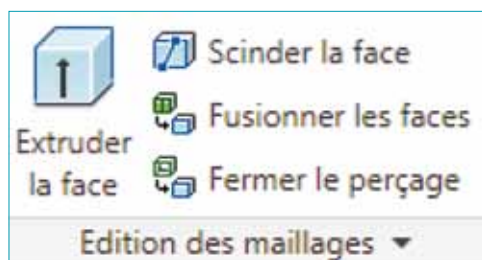 Extruder
la face
Scinder la face
Fusionner les faces
Fermer le perçage
Edition des maillages